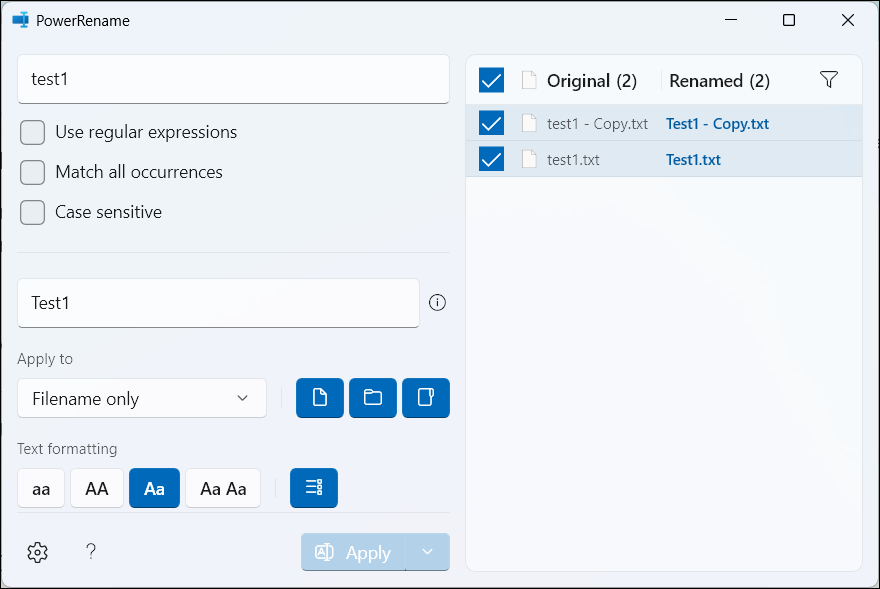 PowerRename
test1
Use regular expressions
Match all occurrences
Case sensitive
Test1
Apply to
Filename only
Text formatting
aa AA Aa Aa Aa
? Apply
Original (2) Renamed (2)
test1 - Copy.txt Test1 - Copy.txt
test1.txt Test1.txt